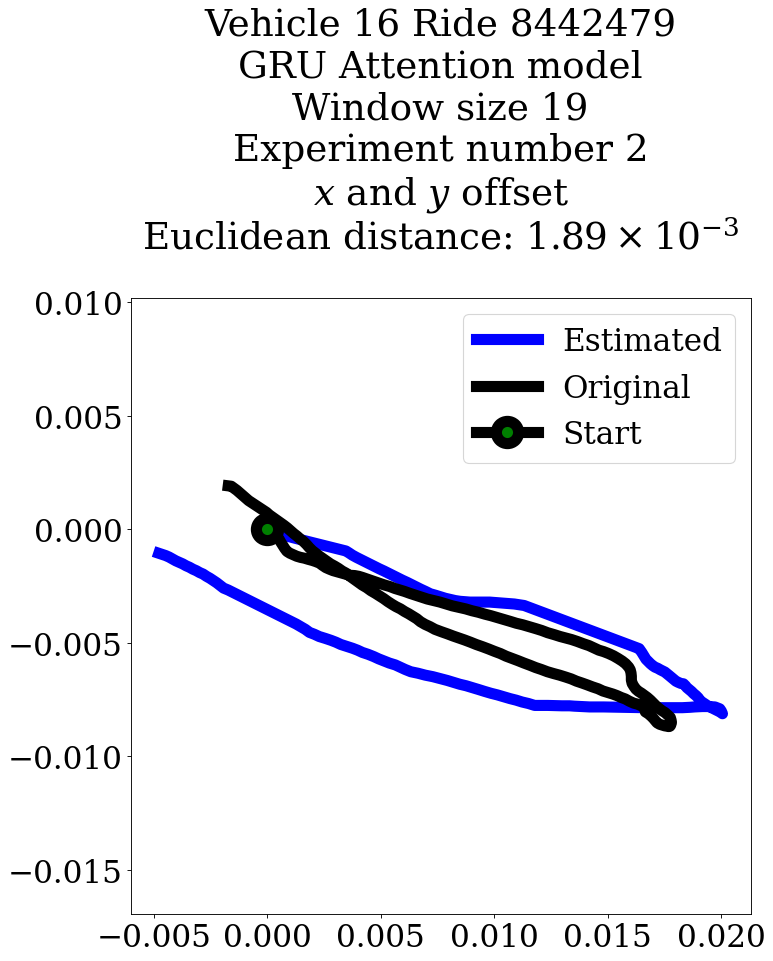 Vehicle 16 Ride 8442479
GRU Attention model
Window size 19
Experiment number 2
x and y offset
Euclidean distance: 1.89 × 10⁻³
Estimated
Original
Start
0.010
0.005
0.000
−0.005
−0.010
−0.015
−0.005 0.000 0.005 0.010 0.015 0.020